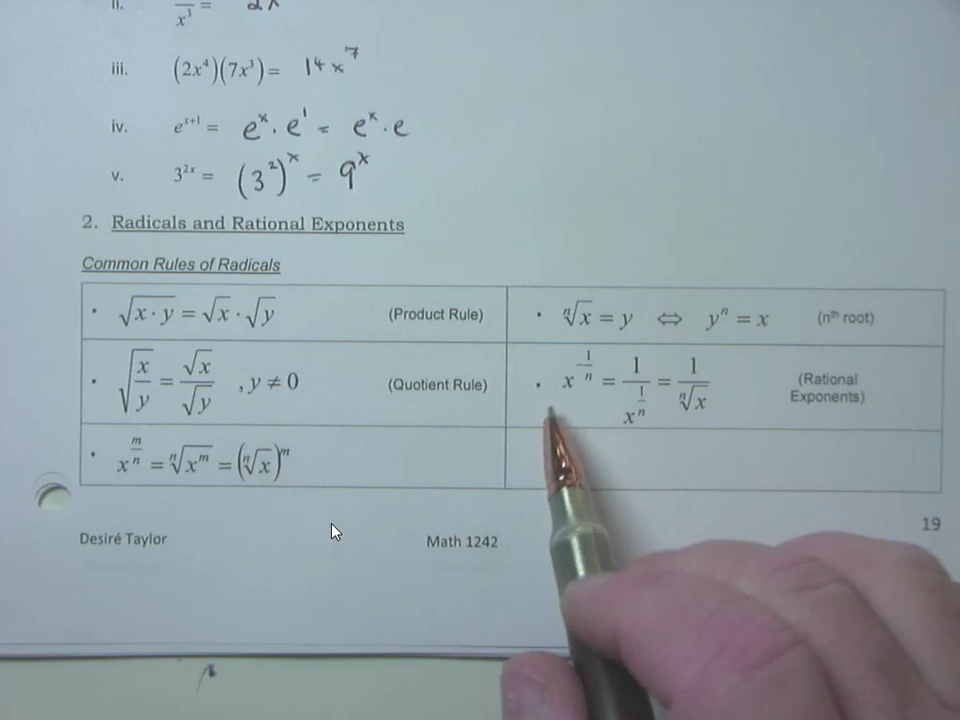 ii. x³ =
iii. (2x⁴)(7x³) = 14x⁷
iv. eˣ⁺¹ = eˣ · e¹ = eˣ · e
v. 3²ˣ = (3²)ˣ = 9ˣ
2. Radicals and Rational Exponents
Common Rules of Radicals
• √(x·y) = √x · √y (Product Rule)
• ⁿ√x = y ⇔ yⁿ = x (nᵗʰ root)
• √(x/y) = √x/√y , y ≠ 0 (Quotient Rule)
• x^(-1/n) = 1/x^(1/n) = 1/ⁿ√x (Rational Exponents)
• x^(m/n) = ⁿ√(xᵐ) = (ⁿ√x)ᵐ
19
Desiré Taylor Math 1242